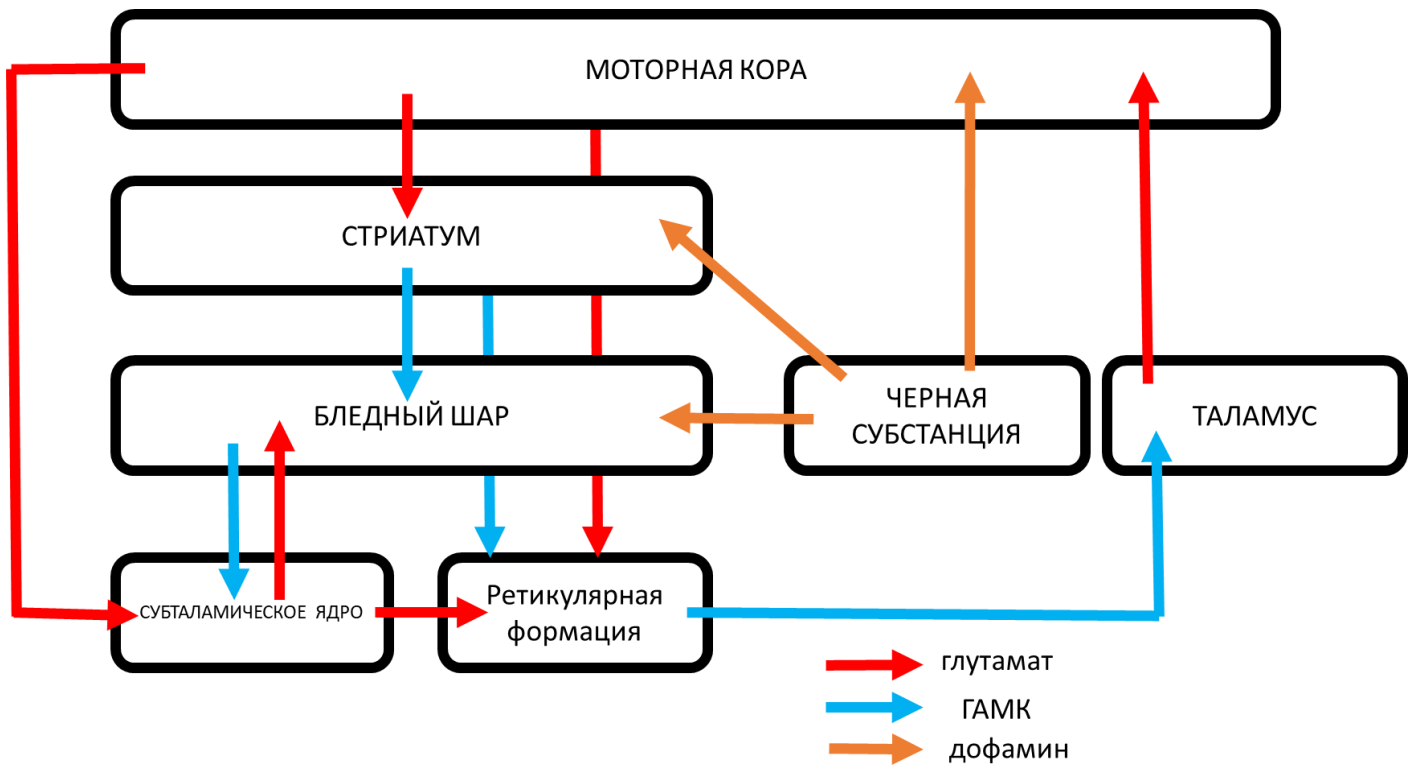 МОТОРНАЯ КОРА
СТРИАТУМ
БЛЕДНЫЙ ШАР
ЧЕРНАЯ
СУБСТАНЦИЯ
ТАЛАМУС
СУБТАЛАМИЧЕСКОЕ ЯДРО
Ретикулярная
формация
глутамат
ГАМК
дофамин